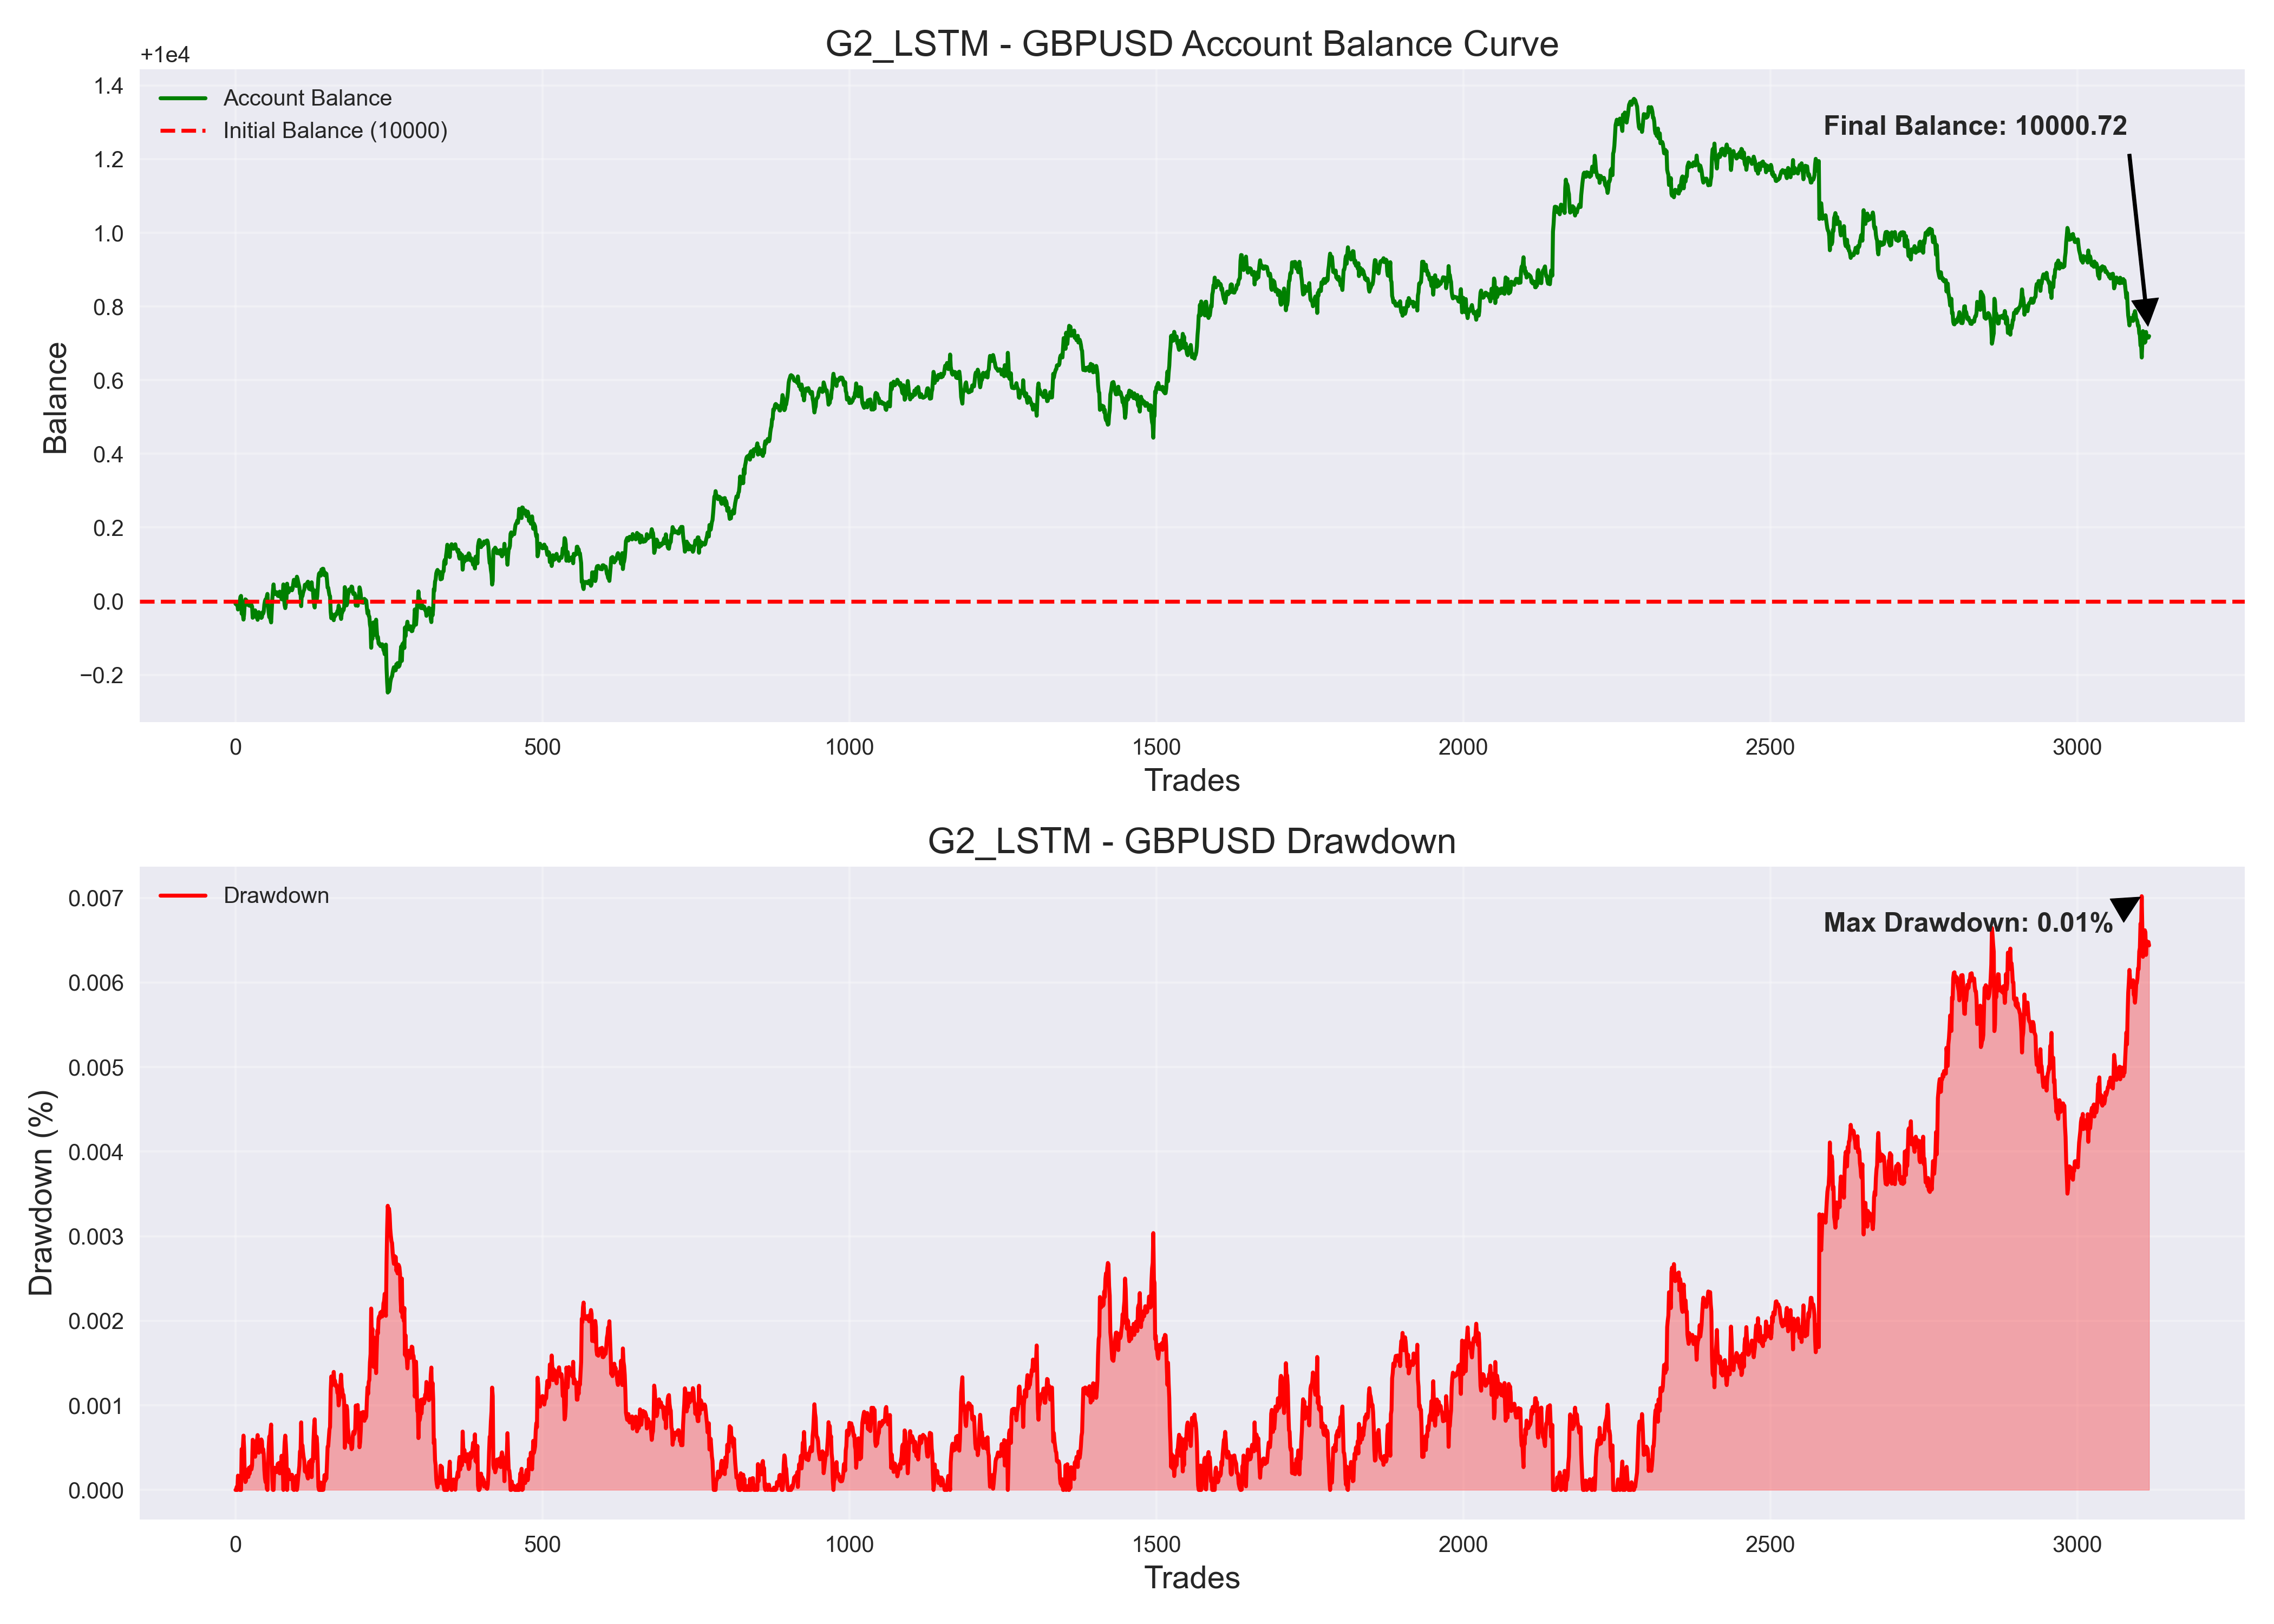 G2_LSTM - GBPUSD Account Balance Curve
+1e4
Account Balance
Initial Balance (10000)
Final Balance: 10000.72
1.4
1.2
1.0
0.8
0.6
0.4
0.2
0.0
−0.2
Balance
0 500 1000 1500 2000 2500 3000
Trades
G2_LSTM - GBPUSD Drawdown
Drawdown
Max Drawdown: 0.01%
0.007
0.006
0.005
0.004
0.003
0.002
0.001
0.000
Drawdown (%)
0 500 1000 1500 2000 2500 3000
Trades